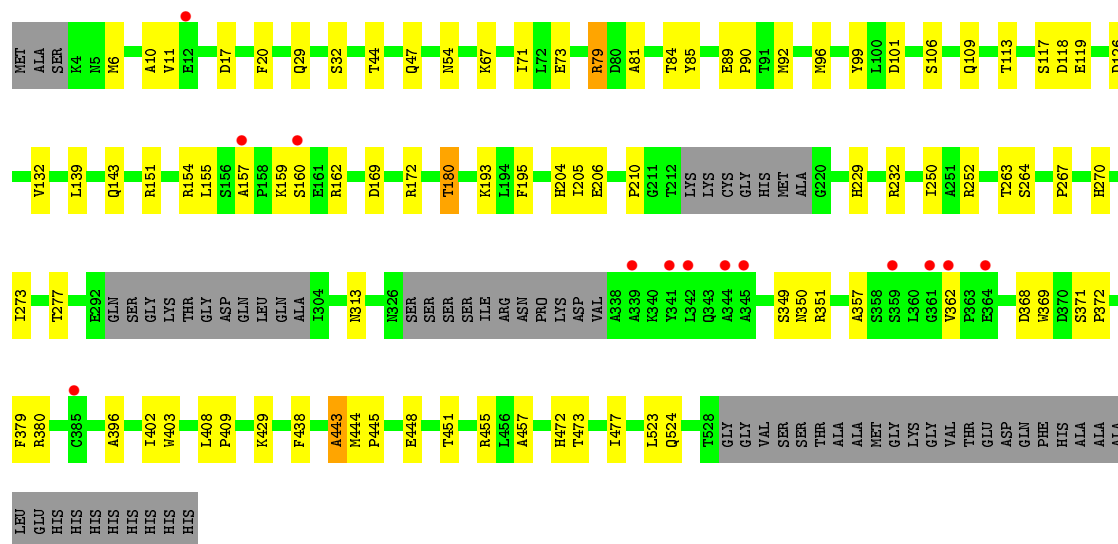 MET ALA SER K4 N5 M6 A10 V11 E12 D17 F20 Q29 S32 T44 Q47 N54 K67 I71 L72 E73 R79 D80 A81 T84 Y85 E89 P90 T91 M92 M96 Y99 L100 D101 S106 Q109 T113 S117 D118 E119 D126
V132 L139 Q143 R151 R154 L155 S156 A157 P158 K159 S160 E161 R162 D169 R172 T180 K193 L194 F195 H204 I205 E206 P210 G211 T212 LYS LYS CYS GLY HIS MET ALA G220 H229 R232 I250 A251 R252 T263 S264 P267 H270
I273 T277 E292 GLN SER GLY LYS THR GLY ASP GLN LEU GLN ALA I304 N313 N326 SER SER SER SER ILE ARG ASN PRO LYS ASP VAL A338 A339 K340 Y341 L342 Q343 A344 A345 S349 N350 R351 A357 S358 S359 L360 G361 V362 P363 E364 D368 W369 D370 S371 P372
F379 R380 C385 A396 I402 W403 L408 P409 K429 F438 A443 M444 P445 E448 T451 R455 L456 A457 H472 T473 I477 L523 Q524 T528 GLY GLY VAL SER SER THR ALA ALA MET GLY LYS GLY VAL THR GLU ASP GLN PHE HIS ALA ALA ALA
LEU GLU HIS HIS HIS HIS HIS HIS HIS HIS